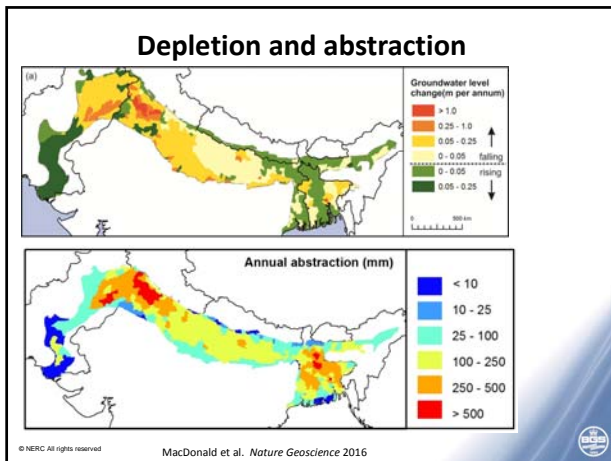 Depletion and abstraction
(a)
Groundwater level
change(m per annum)
> 1.0
0.25 - 1.0
0.05 - 0.25
0 - 0.05 falling
0 - 0.05 rising
0.05 - 0.25
0 500 km
Annual abstraction (mm)
< 10
10 - 25
25 - 100
100 - 250
250 - 500
> 500
© NERC All rights reserved
MacDonald et al. Nature Geoscience 2016
BGS